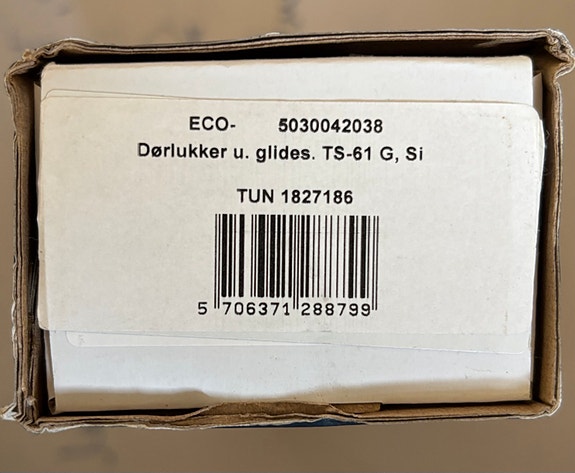 ECO- 5030042038
Dørlukker u. glides. TS-61 G, Si
TUN 1827186
5 706371 288799